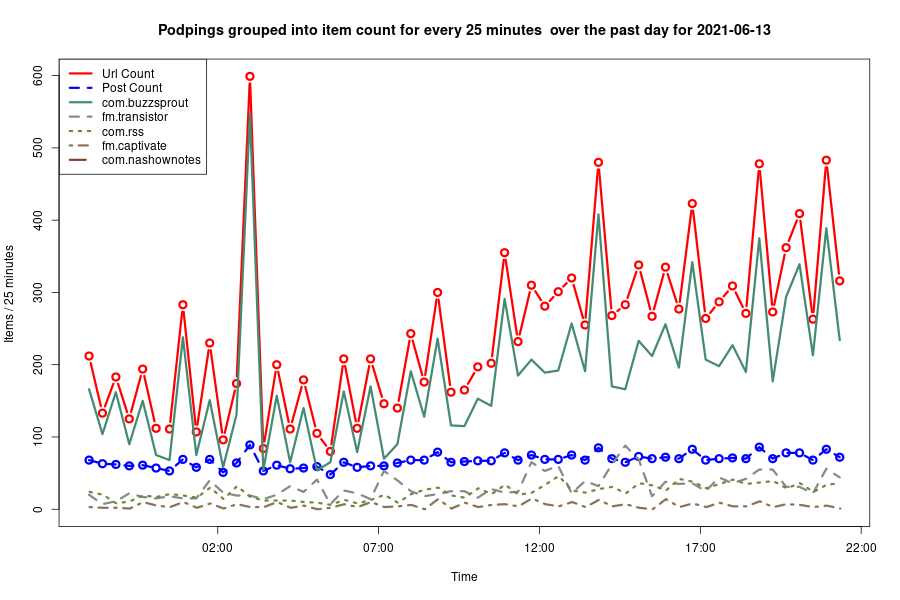 Podpings grouped into item count for every 25 minutes  over the past day for 2021-06-13
Url Count
Post Count
com.buzzsprout
fm.transistor
com.rss
fm.captivate
com.nashownotes
Items / 25 minutes
600
500
400
300
200
100
0
02:00
07:00
12:00
17:00
22:00
Time